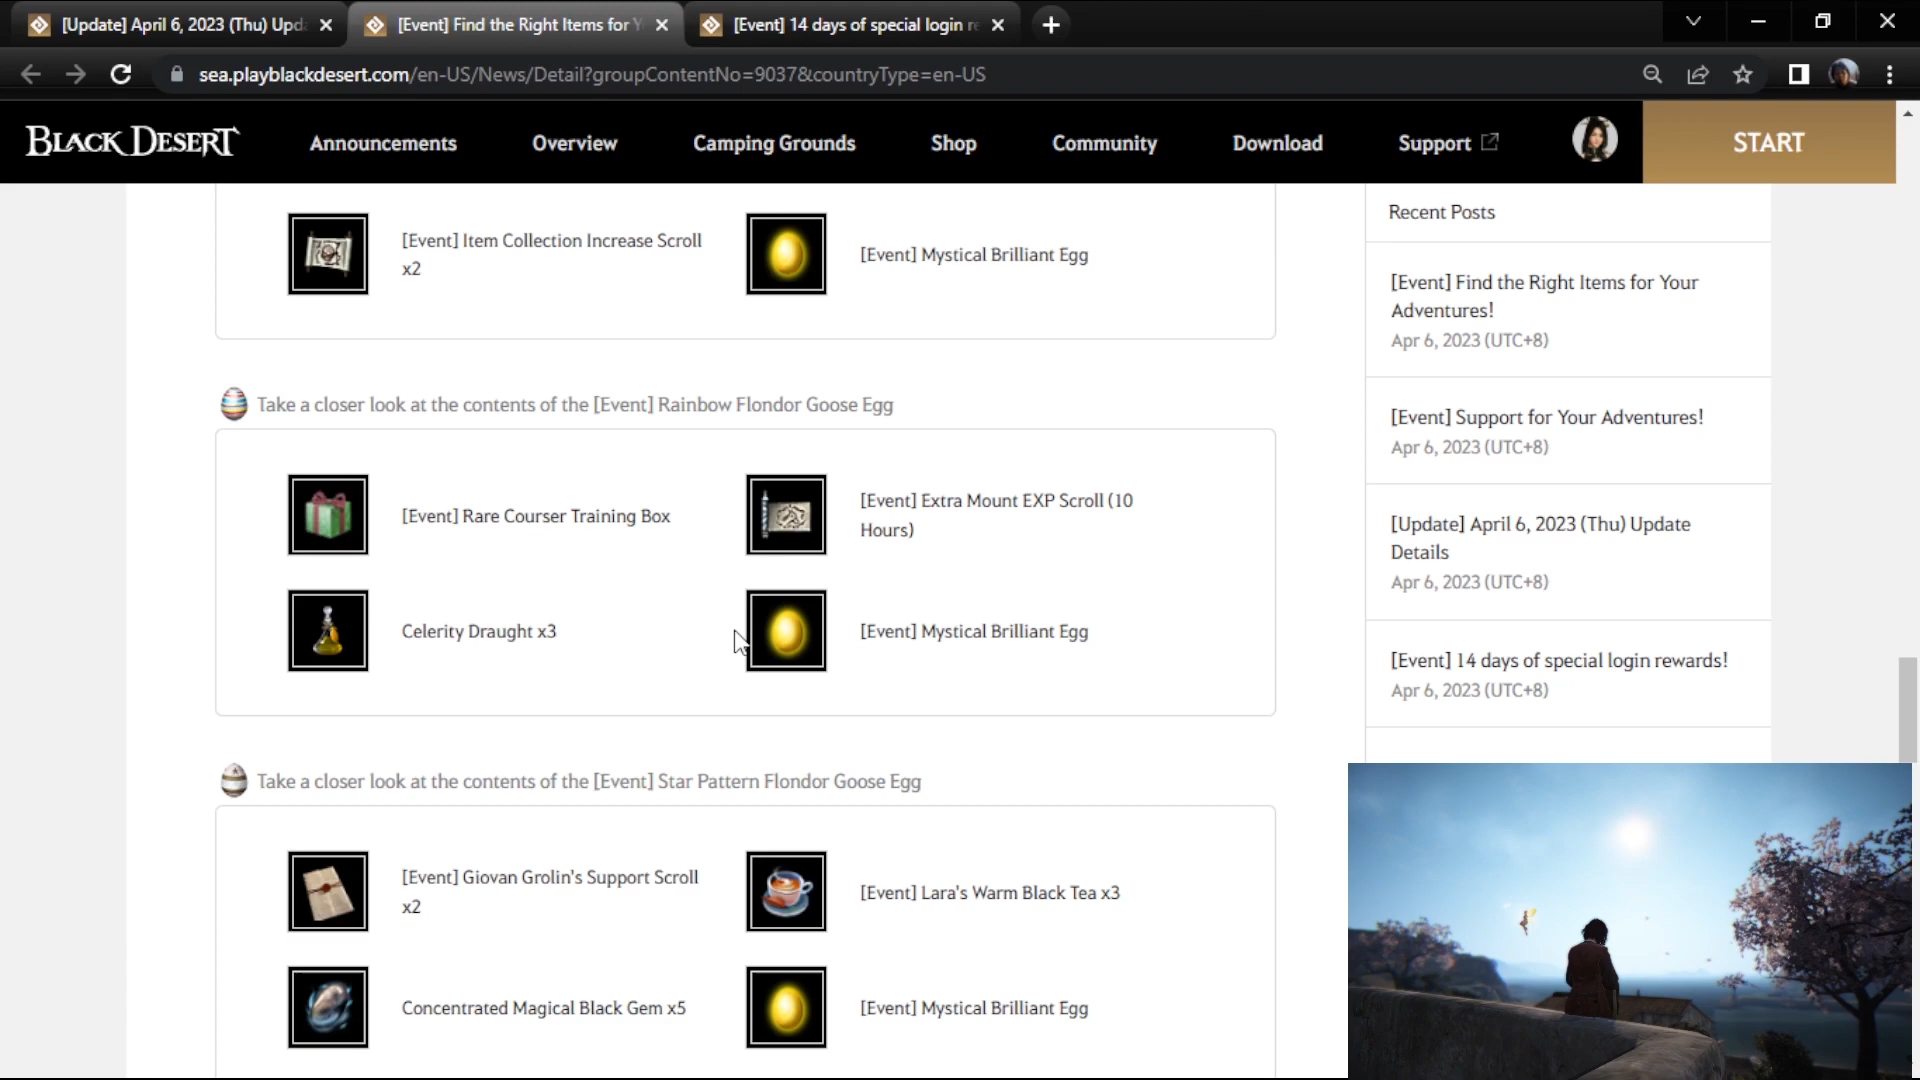 [Update] April 6, 2023 (Thu) Upd
[Event] Find the Right Items for Y
[Event] 14 days of special login re
sea.playblackdesert.com/en-US/News/Detail?groupContentNo=9037&countryType=en-US
BLACK DESERT
Announcements
Overview
Camping Grounds
Shop
Community
Download
Support
START
[Event] Item Collection Increase Scroll
x2
[Event] Mystical Brilliant Egg
Take a closer look at the contents of the [Event] Rainbow Flondor Goose Egg
[Event] Rare Courser Training Box
[Event] Extra Mount EXP Scroll (10
Hours)
Celerity Draught x3
[Event] Mystical Brilliant Egg
Take a closer look at the contents of the [Event] Star Pattern Flondor Goose Egg
[Event] Giovan Grolin's Support Scroll
x2
[Event] Lara's Warm Black Tea x3
Concentrated Magical Black Gem x5
[Event] Mystical Brilliant Egg
Recent Posts
[Event] Find the Right Items for Your
Adventures!
Apr 6, 2023 (UTC+8)
[Event] Support for Your Adventures!
Apr 6, 2023 (UTC+8)
[Update] April 6, 2023 (Thu) Update
Details
Apr 6, 2023 (UTC+8)
[Event] 14 days of special login rewards!
Apr 6, 2023 (UTC+8)